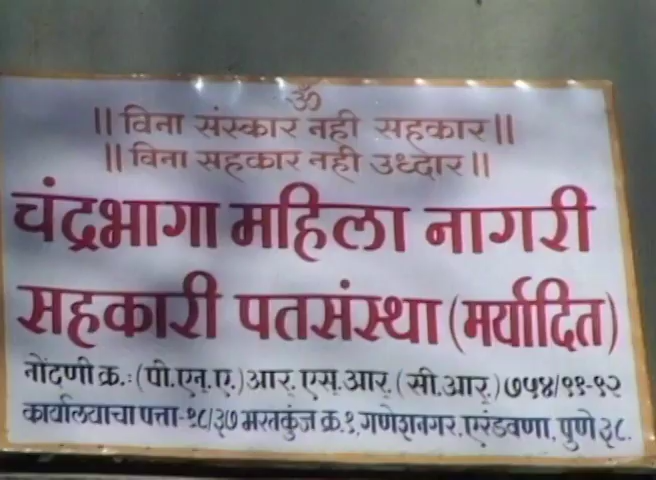 ॐ
|| विना संस्कार नही सहकार ||
|| विना सहकार नही उध्दार ||
चंद्रभागा महिला नागरी
सहकारी पतसंस्था (मर्यादित)
नोंदणी क्र.: (पी.एन्.ए.) आर्. एस्. आर्. (सी.आर्.) ७५४/९१-९२
कार्यालयाचा पत्ता-१८/३७ भरतकुंज क्र.१, गणेशनगर, एरंडवणा, पुणे ३८.